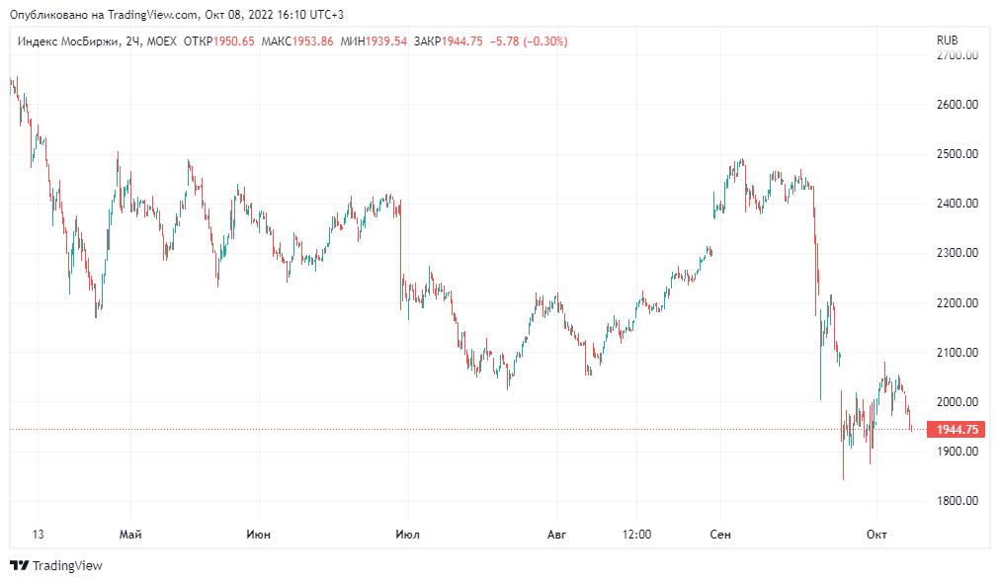 Опубликовано на TradingView.com, Окт 08, 2022 16:10 UTC+3
Индекс МосБиржи, 2Ч, MOEX ОТКР1950.65 МАКС1953.86 МИН1939.54 ЗАКР1944.75 −5.78 (−0.30%)
RUB
2700.00
2600.00
2500.00
2400.00
2300.00
2200.00
2100.00
2000.00
1944.75
1900.00
1800.00
13 Май Июн Июл Авг 12:00 Сен Окт
TradingView